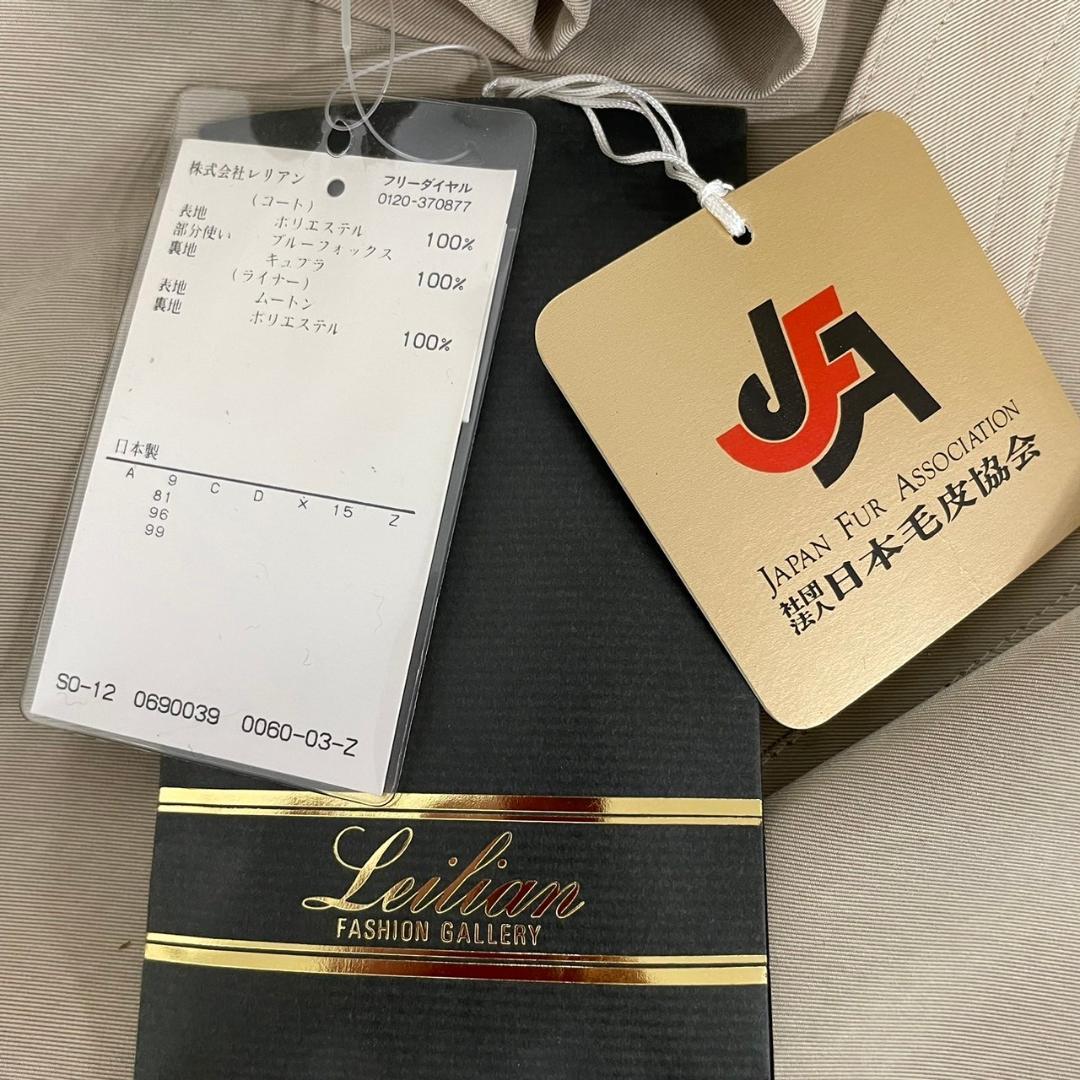 株式会社レリアン
フリーダイヤル
0120-370877
(コート)
表地 ポリエステル 100%
部分使い ブルーフォックス
裏地 キュプラ 100%
(ライナー)
表地 ムートン
裏地 ポリエステル 100%
日本製
A 9 C D X 15 Z
81
96
99
SO-12 0690039 0060-03-Z
JFA
JAPAN FUR ASSOCIATION
社団法人日本毛皮協会
Leilian
FASHION GALLERY